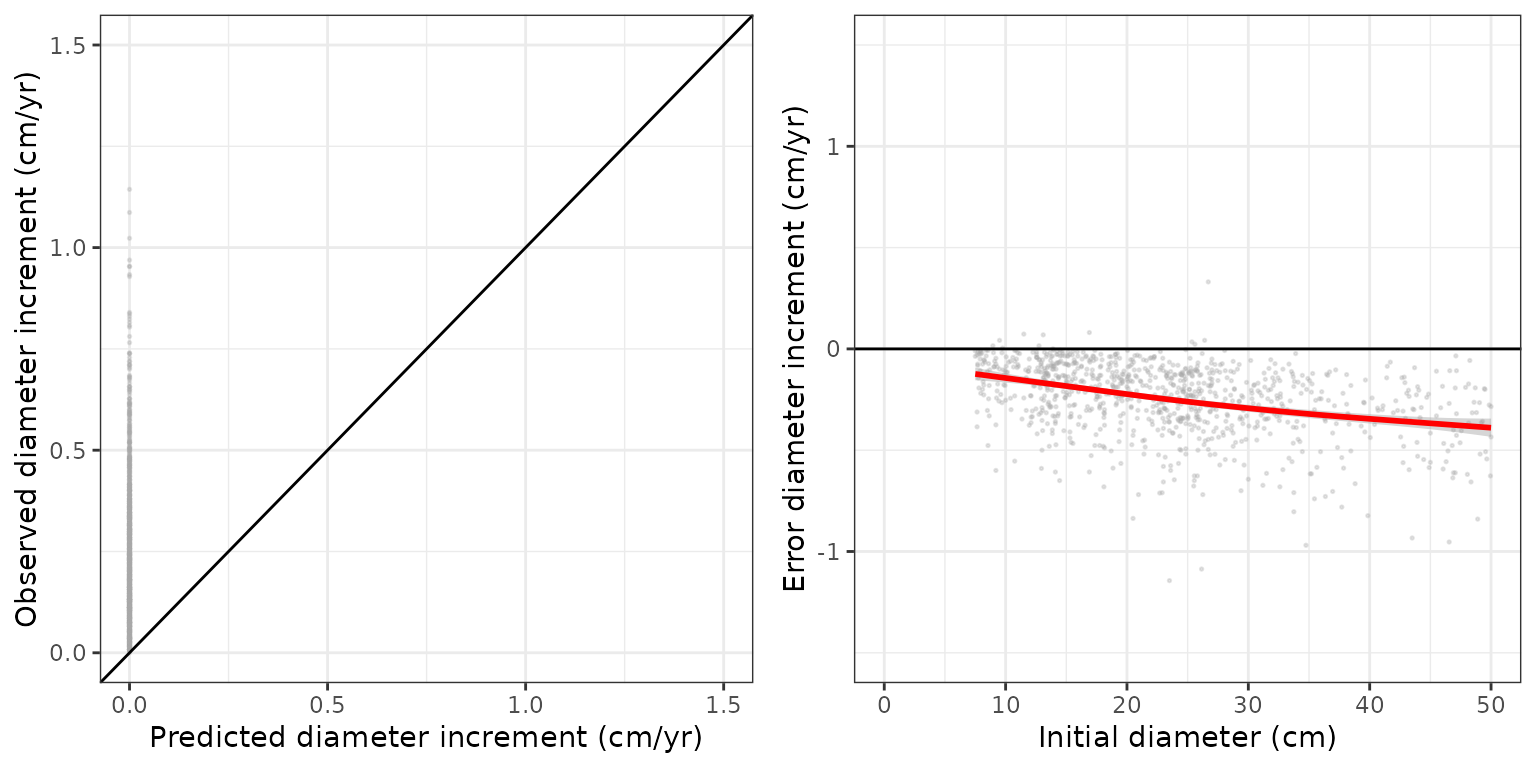 Observed diameter increment (cm/yr)
1.5
1.0
0.5
0.0
0.0 0.5 1.0 1.5
Predicted diameter increment (cm/yr)
Error diameter increment (cm/yr)
1
0
-1
0 10 20 30 40 50
Initial diameter (cm)